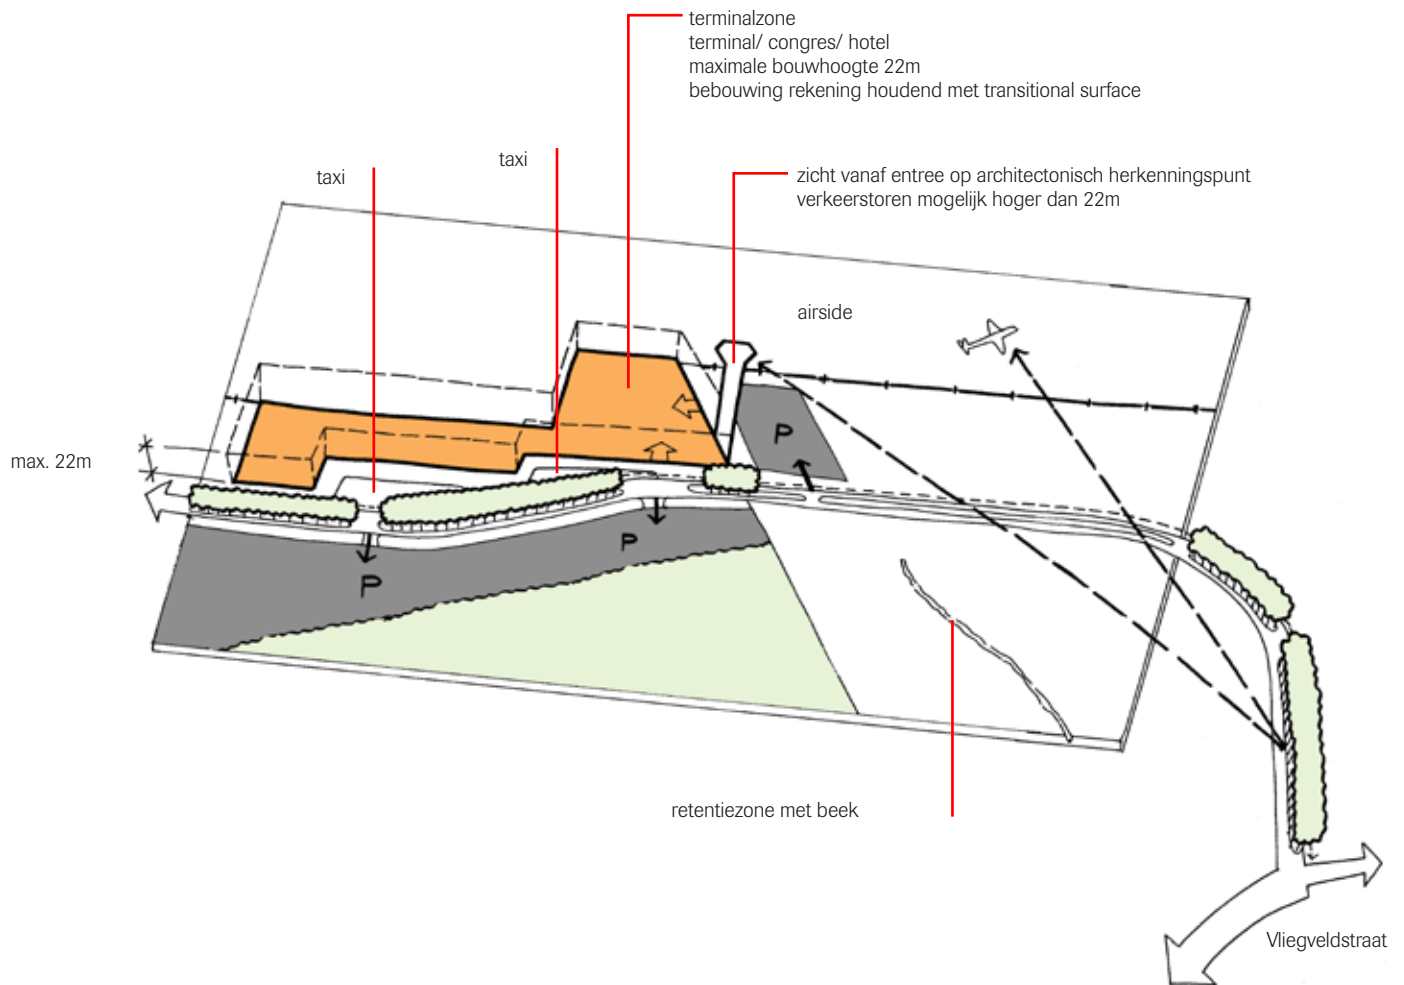 terminalzone
terminal/ congres/ hotel
maximale bouwhoogte 22m
bebouwing rekening houdend met transitional surface
taxi
taxi
zicht vanaf entree op architectonisch herkenningspunt
verkeerstoren mogelijk hoger dan 22m
airside
P
max. 22m
P
P
retentiezone met beek
Vliegveldstraat